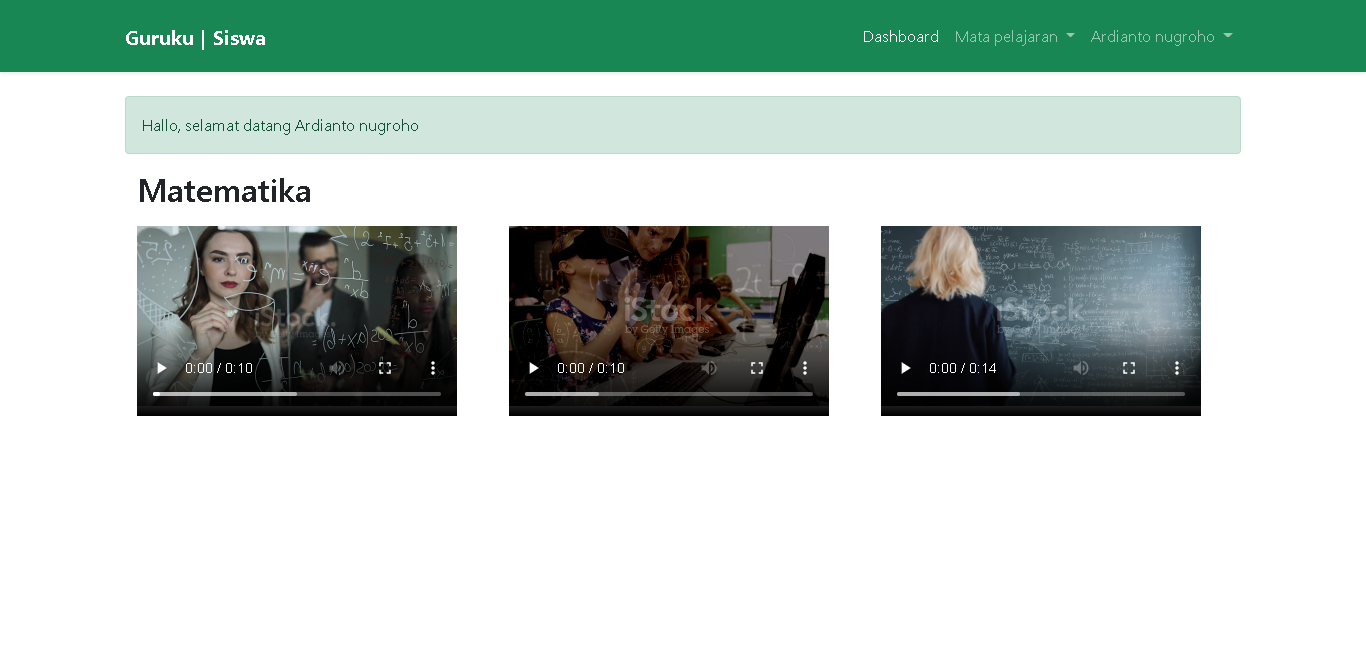 Guruku | Siswa
Dashboard Mata pelajaran Ardianto nugroho
Hallo, selamat datang Ardianto nugroho
Matematika
iStock
by Getty Images
iStock
by Getty Images
0:00 / 0:10
0:00 / 0:10
0:00 / 0:14